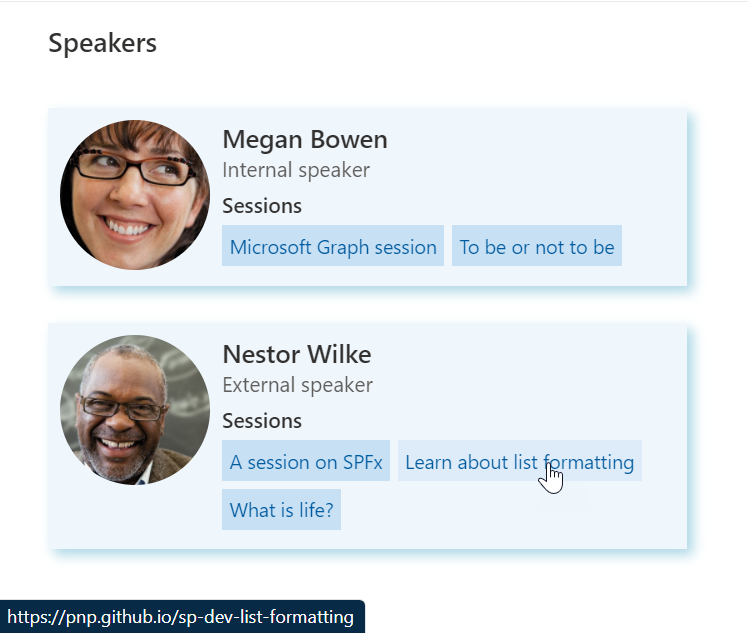 Speakers
Megan Bowen
Internal speaker
Sessions
Microsoft Graph session To be or not to be
Nestor Wilke
External speaker
Sessions
A session on SPFx Learn about list formatting
What is life?
https://pnp.github.io/sp-dev-list-formatting